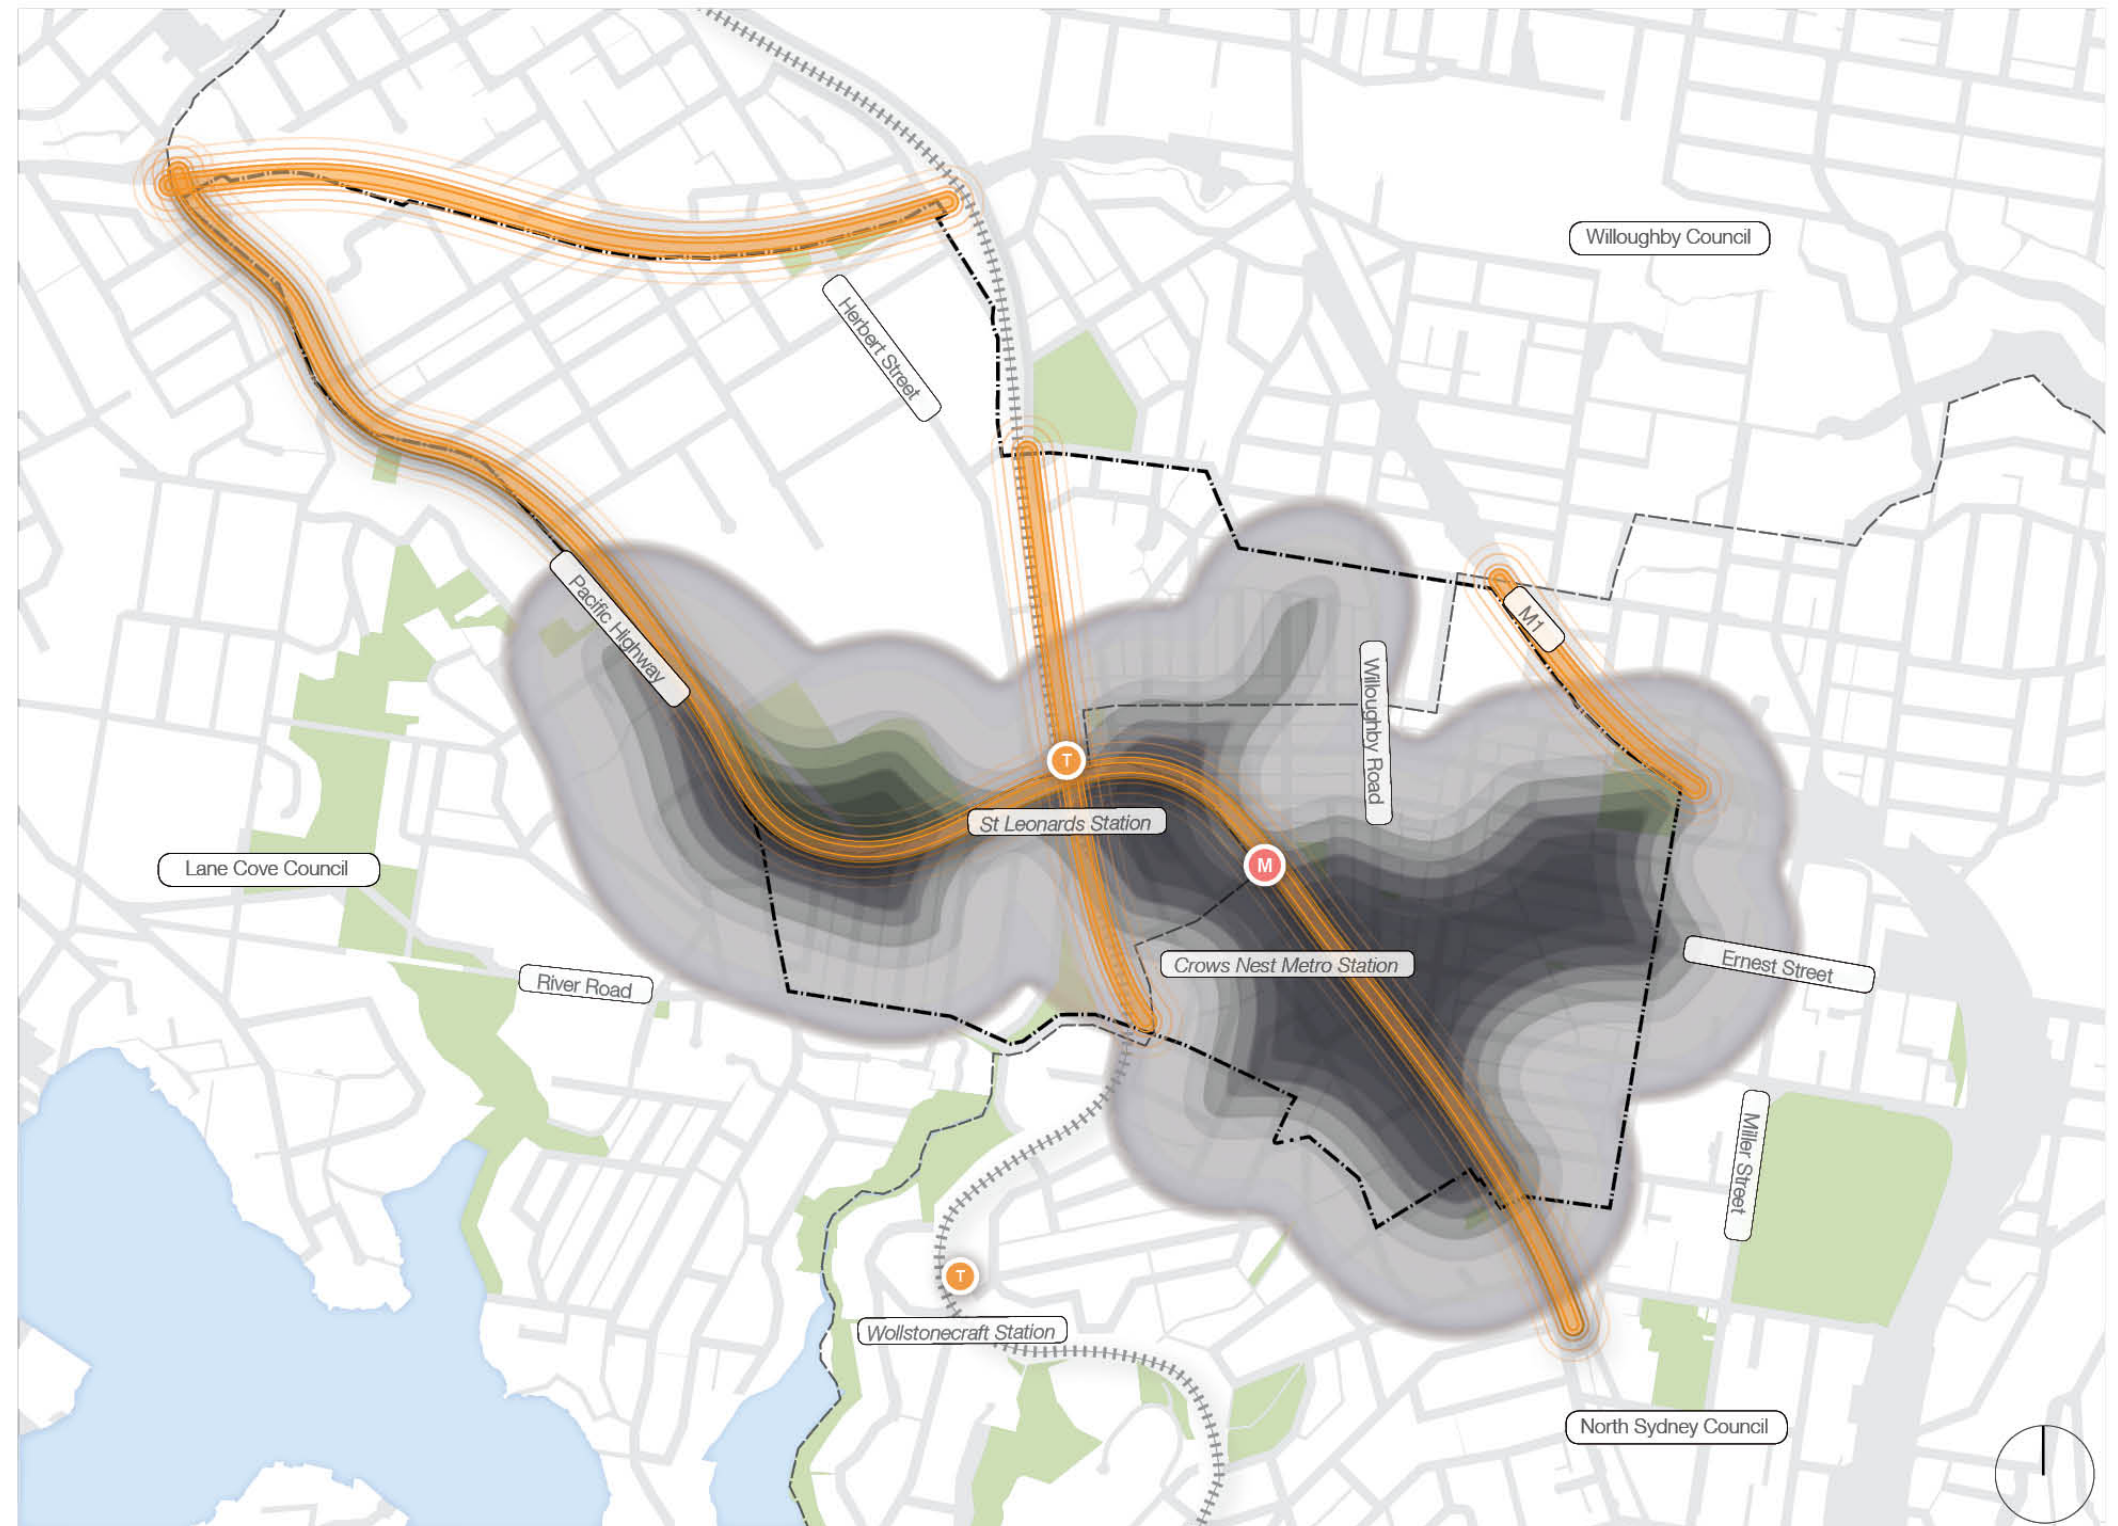 Willoughby Council
Herbert Street
Pacific Highway
M1
Willoughby Road
T
St Leonards Station
M
Lane Cove Council
Crows Nest Metro Station
Ernest Street
River Road
Miller Street
T
Wollstonecraft Station
North Sydney Council